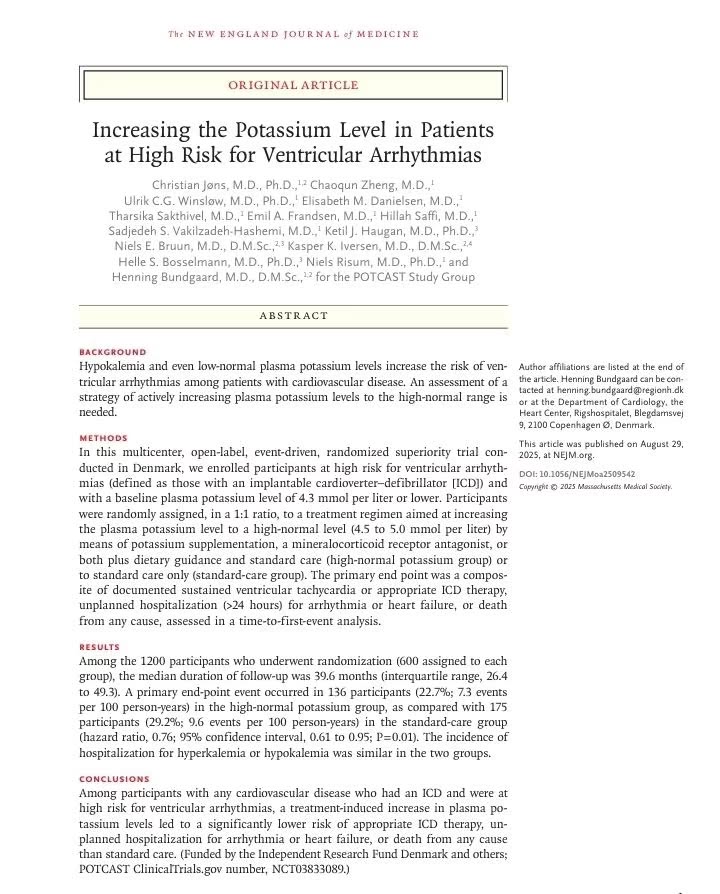 The NEW ENGLAND JOURNAL of MEDICINE
ORIGINAL ARTICLE
Increasing the Potassium Level in Patients
at High Risk for Ventricular Arrhythmias
Christian Jøns, M.D., Ph.D.,1,2 Chaoqun Zheng, M.D.,1
Ulrik C.G. Winsløw, M.D., Ph.D.,1 Elisabeth M. Danielsen, M.D.,1
Tharsika Sakthivel, M.D.,1 Emil A. Frandsen, M.D.,1 Hillah Saffi, M.D.,1
Sadjedeh S. Vakilzadeh-Hashemi, M.D.,1 Ketil J. Haugan, M.D., Ph.D.,3
Niels E. Bruun, M.D., D.M.Sc.,2,3 Kasper K. Iversen, M.D., D.M.Sc.,2,4
Helle S. Bosselmann, M.D., Ph.D.,3 Niels Risum, M.D., Ph.D.,1 and
Henning Bundgaard, M.D., D.M.Sc.,1,2 for the POTCAST Study Group
ABSTRACT
BACKGROUND
Hypokalemia and even low-normal plasma potassium levels increase the risk of ven-
tricular arrhythmias among patients with cardiovascular disease. An assessment of a
strategy of actively increasing plasma potassium levels to the high-normal range is
needed.
METHODS
In this multicenter, open-label, event-driven, randomized superiority trial con-
ducted in Denmark, we enrolled participants at high risk for ventricular arrhyth-
mias (defined as those with an implantable cardioverter–defibrillator [ICD]) and
with a baseline plasma potassium level of 4.3 mmol per liter or lower. Participants
were randomly assigned, in a 1:1 ratio, to a treatment regimen aimed at increasing
the plasma potassium level to a high-normal level (4.5 to 5.0 mmol per liter) by
means of potassium supplementation, a mineralocorticoid receptor antagonist, or
both plus dietary guidance and standard care (high-normal potassium group) or
to standard care only (standard-care group). The primary end point was a compos-
ite of documented sustained ventricular tachycardia or appropriate ICD therapy,
unplanned hospitalization (>24 hours) for arrhythmia or heart failure, or death
from any cause, assessed in a time-to-first-event analysis.
RESULTS
Among the 1200 participants who underwent randomization (600 assigned to each
group), the median duration of follow-up was 39.6 months (interquartile range, 26.4
to 49.3). A primary end-point event occurred in 136 participants (22.7%; 7.3 events
per 100 person-years) in the high-normal potassium group, as compared with 175
participants (29.2%; 9.6 events per 100 person-years) in the standard-care group
(hazard ratio, 0.76; 95% confidence interval, 0.61 to 0.95; P=0.01). The incidence of
hospitalization for hyperkalemia or hypokalemia was similar in the two groups.
CONCLUSIONS
Among participants with any cardiovascular disease who had an ICD and were at
high risk for ventricular arrhythmias, a treatment-induced increase in plasma po-
tassium levels led to a significantly lower risk of appropriate ICD therapy, un-
planned hospitalization for arrhythmia or heart failure, or death from any cause
than standard care. (Funded by the Independent Research Fund Denmark and others;
POTCAST ClinicalTrials.gov number, NCT03833089.)
Author affiliations are listed at the end of
the article. Henning Bundgaard can be con-
tacted at henning.bundgaard@regionh.dk
or at the Department of Cardiology, the
Heart Center, Rigshospitalet, Blegdamsvej
9, 2100 Copenhagen Ø, Denmark.
This article was published on August 29,
2025, at NEJM.org.
DOI: 10.1056/NEJMoa2509542
Copyright © 2025 Massachusetts Medical Society.